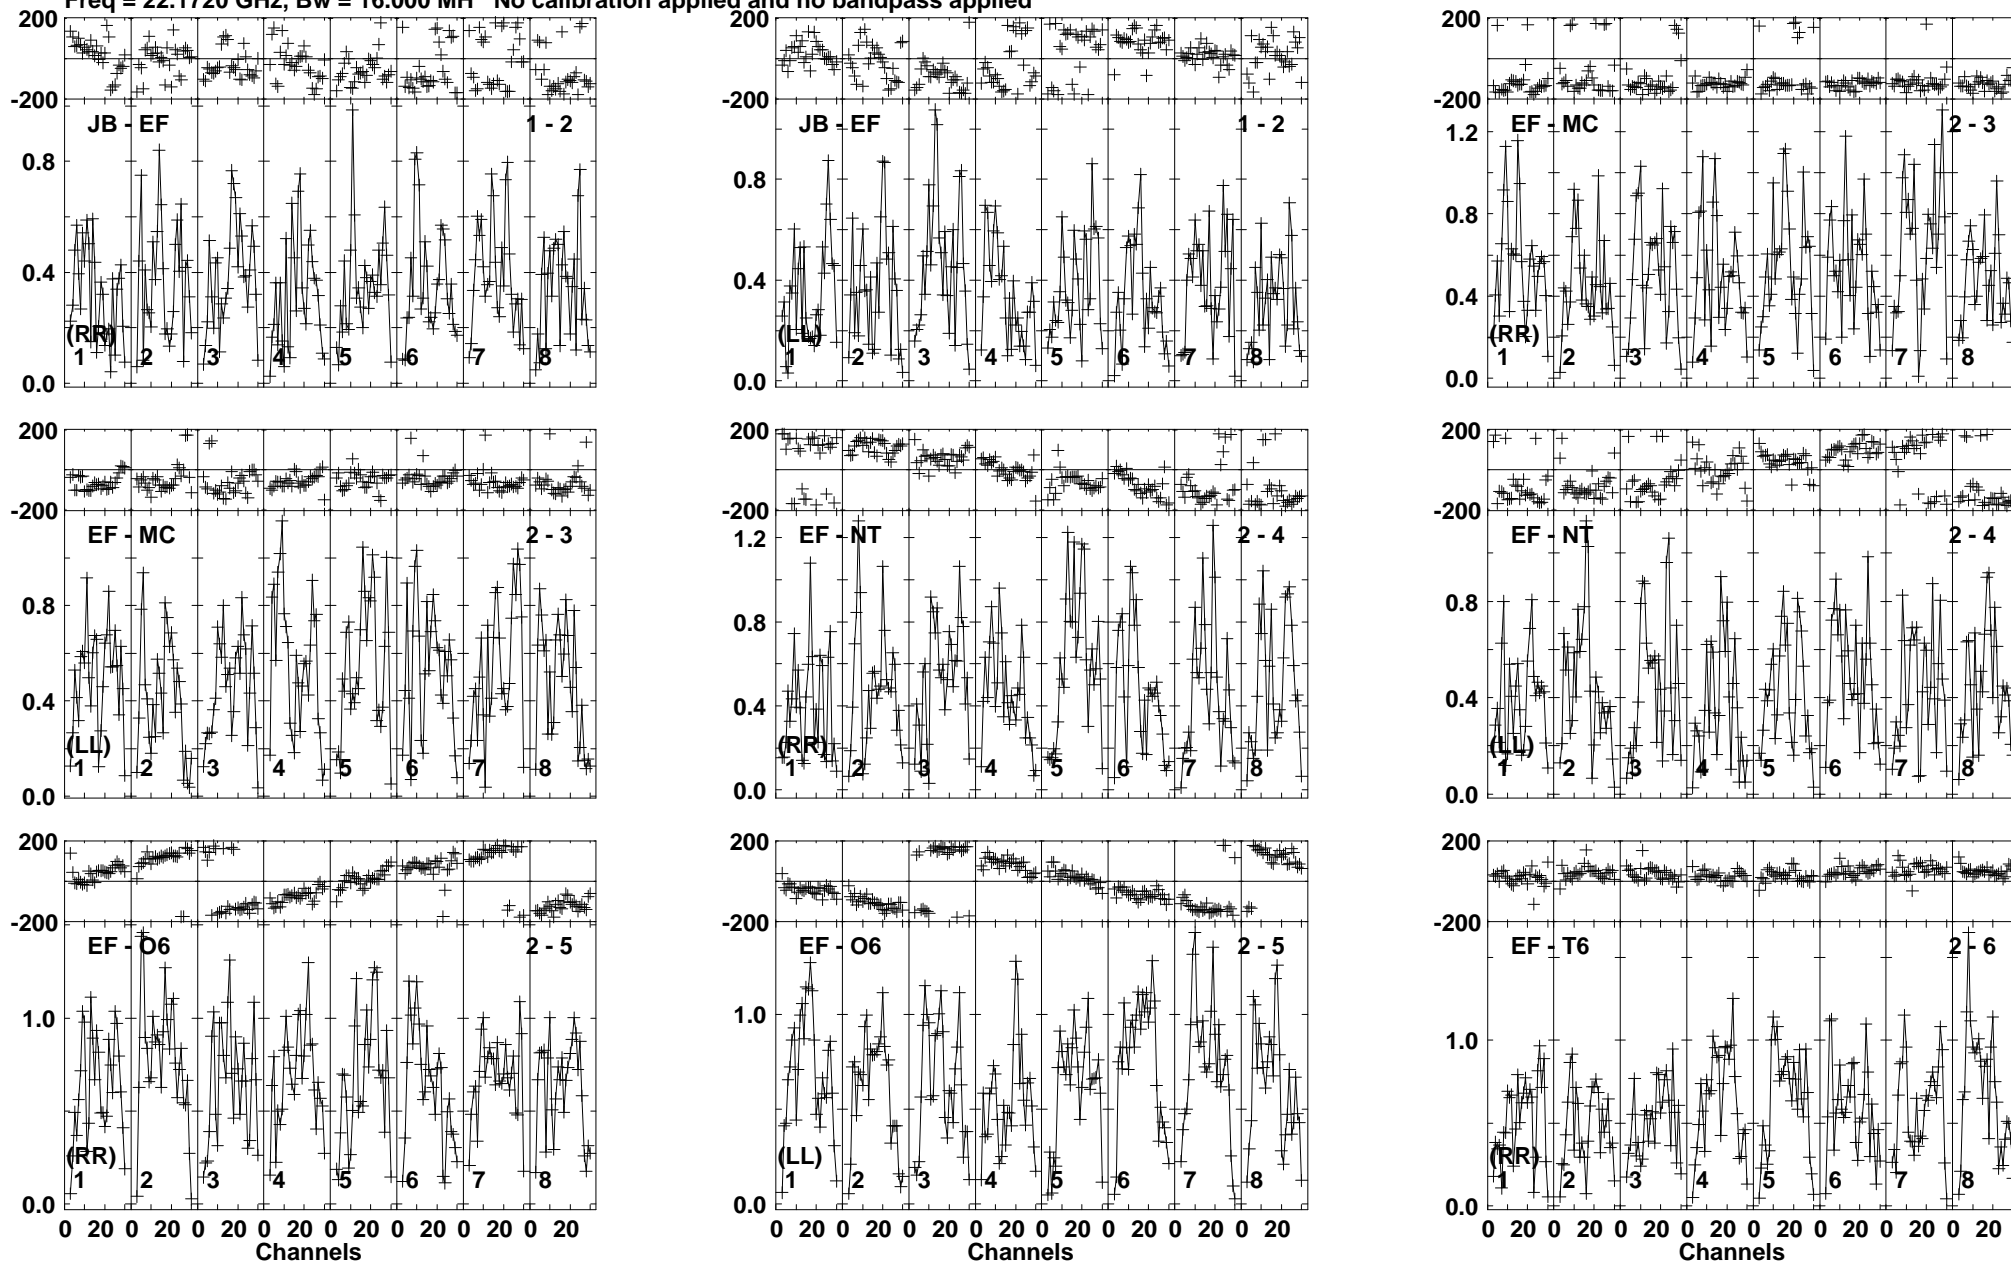 Freq = 22.1720 GHz, Bw = 16.000 MH No calibration applied and no bandpass applied
200 200 200
-200 -200 -200
JB - EF 1 - 2 JB - EF 1 - 2 EF - MC 2 - 3
1.2
0.8 0.8 0.8
0.4 0.4 0.4
(RR) (LL) (RR)
1 2 3 4 5 6 7 8 1 2 3 4 5 6 7 8 1 2 3 4 5 6 7 8
0.0 0.0 0.0
200 200 200
-200 -200 -200
EF - MC 2 - 3 EF - NT 2 - 4 EF - NT 2 - 4
1.2
0.8 0.8 0.8
0.4 0.4 0.4
(LL) (RR) (LL)
1 2 3 4 5 6 7 8 1 2 3 4 5 6 7 8 1 2 3 4 5 6 7 8
0.0 0.0 0.0
200 200 200
-200 -200 -200
EF - O6 2 - 5 EF - O6 2 - 5 EF - T6 2 - 6
1.0 1.0 1.0
(RR) (LL) (RR)
1 2 3 4 5 6 7 8 1 2 3 4 5 6 7 8 1 2 3 4 5 6 7 8
0.0 0.0 0.0
0 20 0 20 0 20 0 20 0 20 0 20 0 20 0 20 0 20 0 20 0 20 0 20 0 20 0 20 0 20 0 20 0 20 0 20 0 20 0 20 0 20 0 20 0 20 0 20
Channels Channels Channels